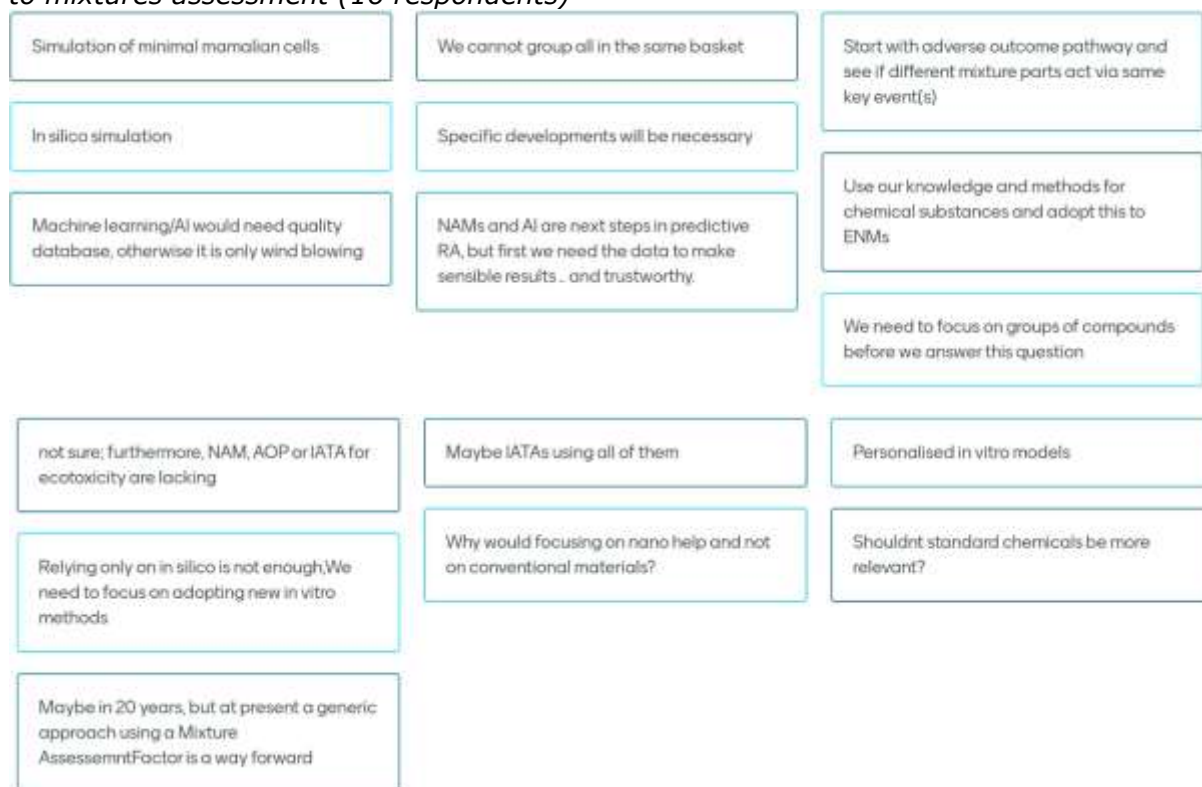 to mixtures assessment (16 respondents)
Simulation of minimal mamalian cells
In silico simulation
Machine learning/AI would need quality
database, otherwise it is only wind blowing
We cannot group all in the same basket
Specific developments will be necessary
NAMs and AI are next steps in predictive
RA, but first we need the data to make
sensible results .. and trustworthy.
Start with adverse outcome pathway and
see if different mixture parts act via same
key event(s)
Use our knowledge and methods for
chemical substances and adopt this to
ENMs
We need to focus on groups of compounds
before we answer this question
not sure; furthermore, NAM, AOP or IATA for
ecotoxicity are lacking
Relying only on in silico is not enough,We
need to focus on adopting new in vitro
methods
Maybe in 20 years, but at present a generic
approach using a Mixture
AssessemntFactor is a way forward
Maybe IATAs using all of them
Why would focusing on nano help and not
on conventional materials?
Personalised in vitro models
Shouldnt standard chemicals be more
relevant?